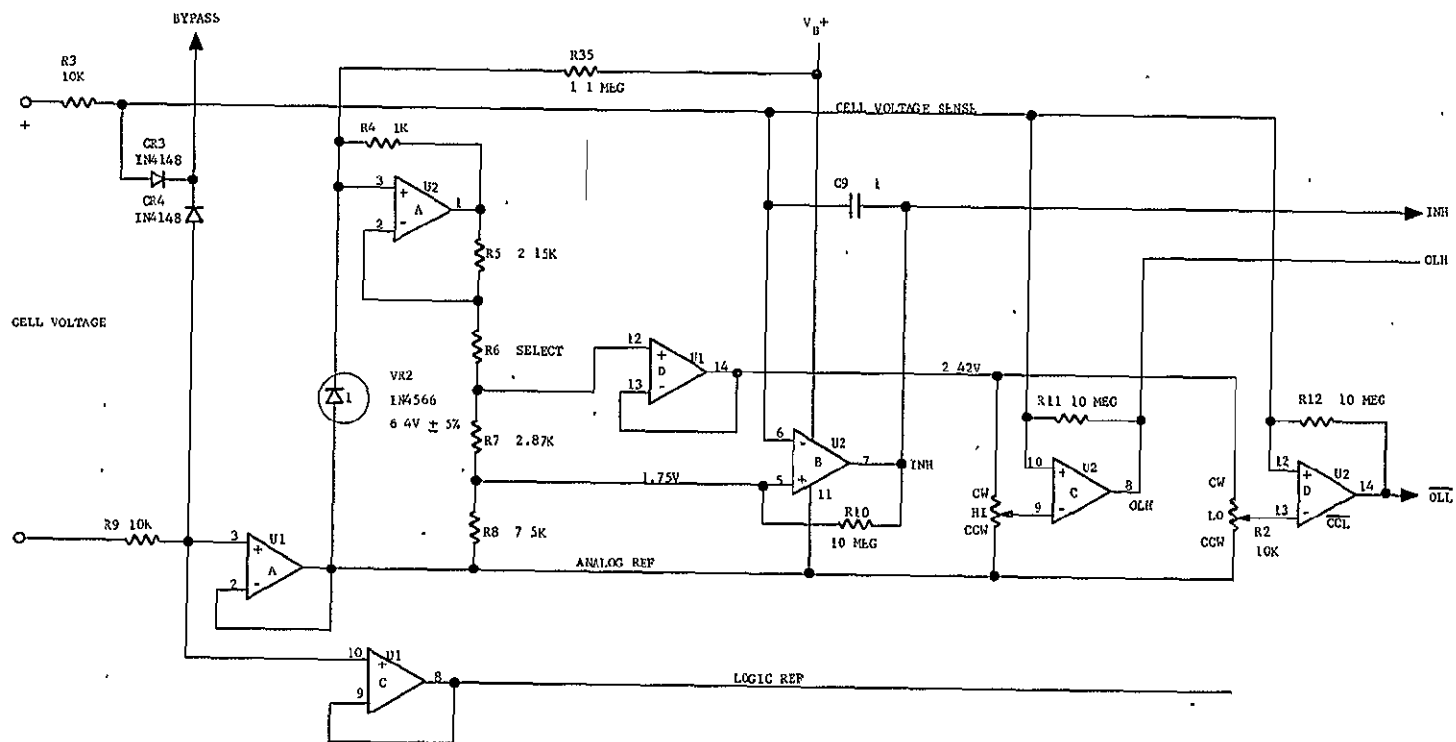 BYPASS
V_B+
R3
10K
R35
1 1 MEG
+
CELL VOLTAGE SENSE
R4 1K
CR3
1N4148
CR4
1N4148
3
+
U2
A
1
2
-
C9 1
INH
R5 2 15K
OLH
CELL VOLTAGE
R6 SELECT
12
+
U1
D
14
13
-
2 42V
VR2
1
1N4566
6 4V ± 5%
R11 10 MEG
R12 10 MEG
R7 2.87K
6
-
U2
B
7
INH
5
+
11
1.75V
10
+
U2
C
8
9
-
OLH
12
+
U2
D
14
13
-
OLL
CCL
CW
HI
CCW
CW
LO
CCW
R2
10K
R8 7 5K
R10
10 MEG
R9 10K
3
+
U1
A
2
-
ANALOG REF
10
+
U1
C
8
9
-
LOGIC REF